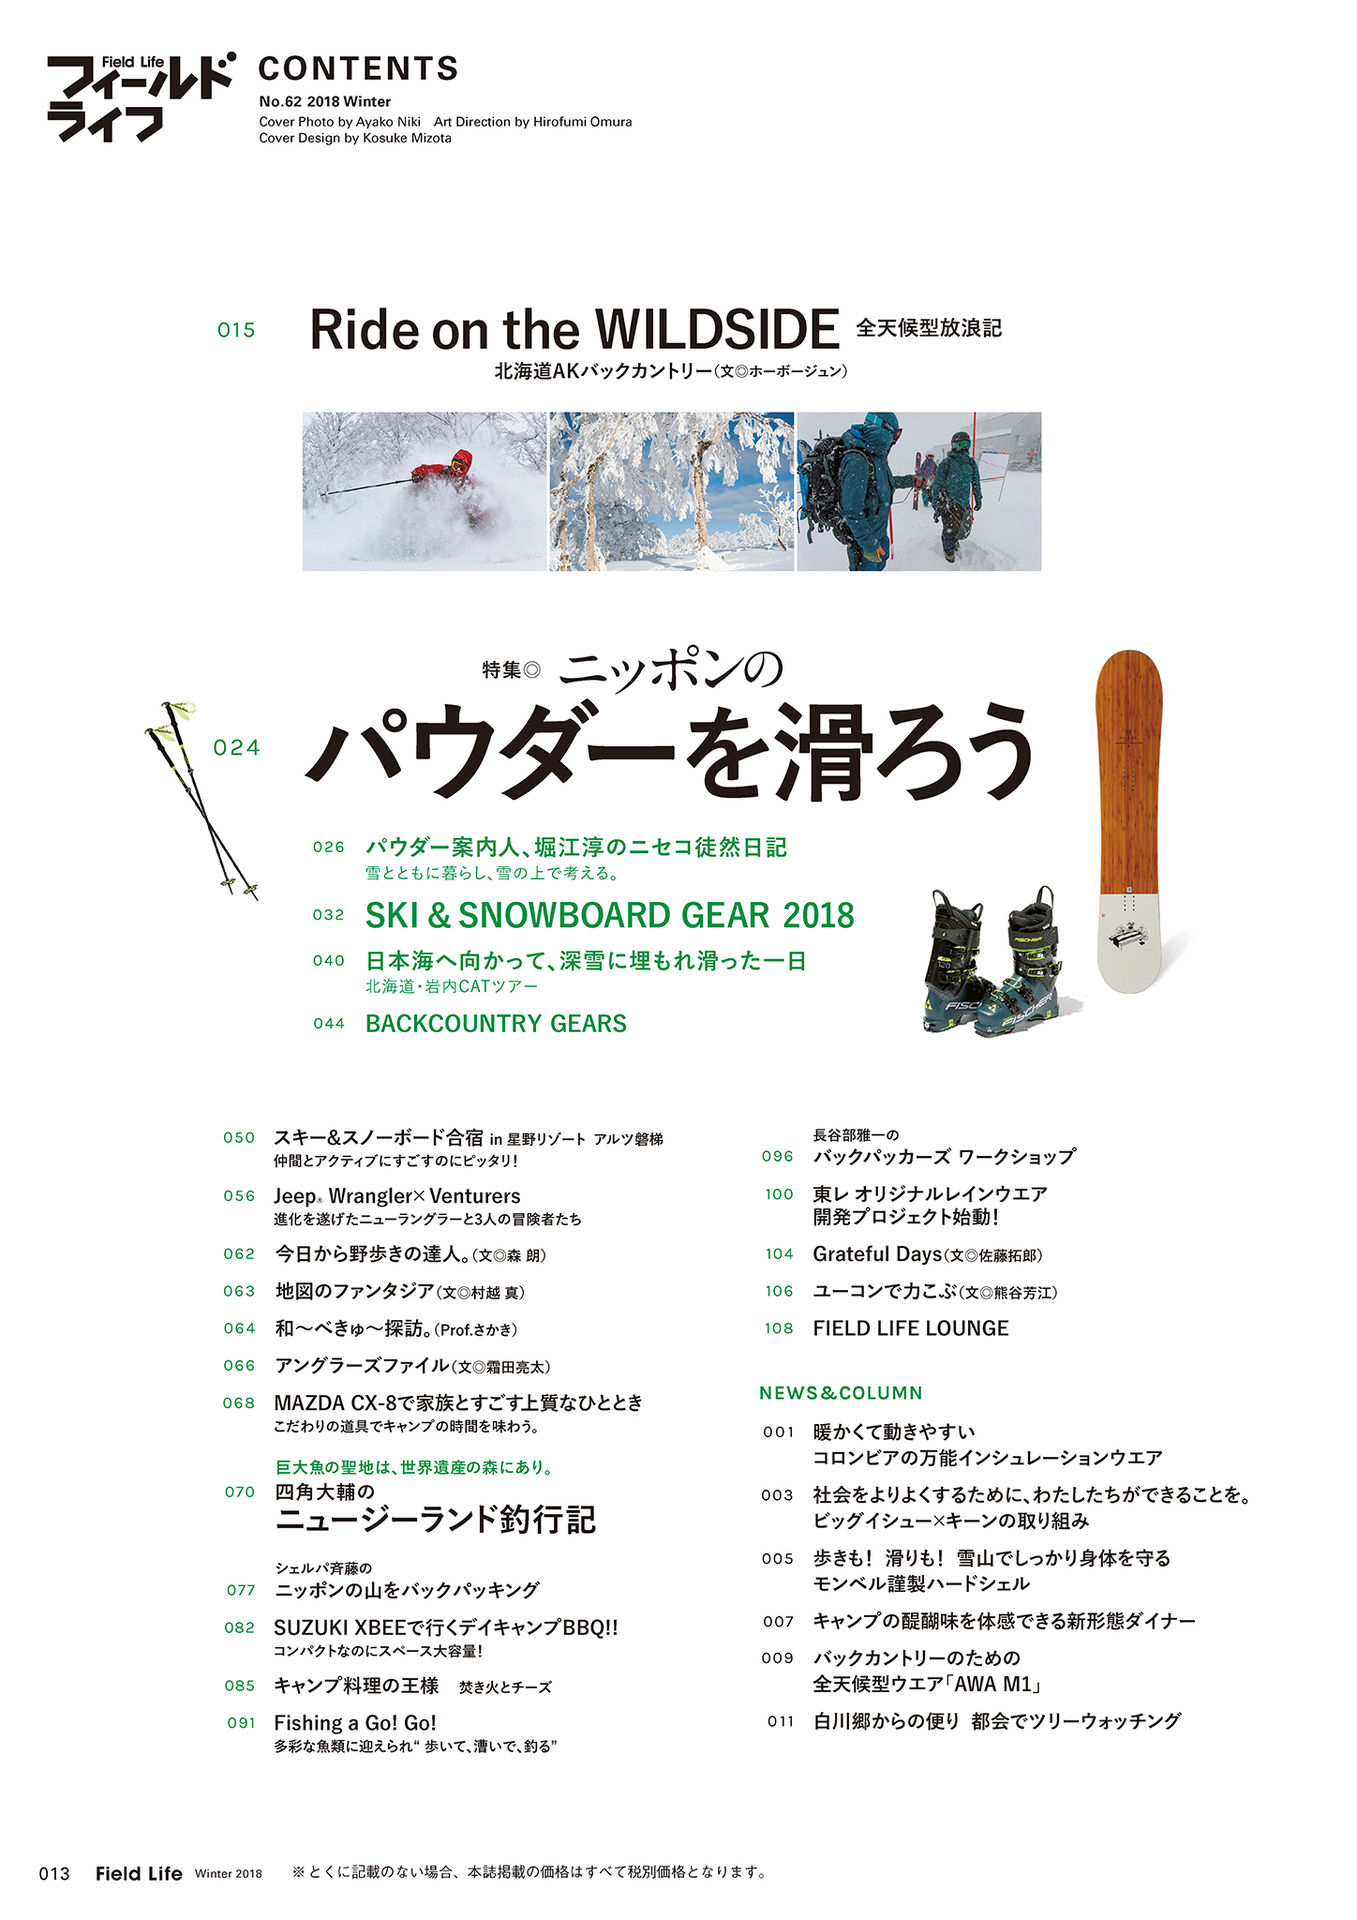 Field Life
フィールド
ライフ
CONTENTS
No.62 2018 Winter
Cover Photo by Ayako Niki　Art Direction by Hirofumi Omura
Cover Design by Kosuke Mizota
015
Ride on the WILDSIDE 全天候型放浪記
北海道AKバックカントリー（文◎ホーボージュン）
特集◎ ニッポンの
024 パウダーを滑ろう
026 パウダー案内人、堀江淳のニセコ徒然日記
雪とともに暮らし、雪の上で考える。
032 SKI & SNOWBOARD GEAR 2018
040 日本海へ向かって、深雪に埋もれ滑った一日
北海道・岩内CATツアー
044 BACKCOUNTRY GEARS
FISCHER
FISCHER
050 スキー&スノーボード合宿 in 星野リゾート アルツ磐梯
仲間とアクティブにすごすのにピッタリ！
056 Jeep® Wrangler×Venturers
進化を遂げたニューラングラーと3人の冒険者たち
062 今日から野歩きの達人。（文◎森 朗）
063 地図のファンタジア（文◎村越 真）
064 和〜べきゅ〜探訪。（Prof.さかき）
066 アングラーズファイル（文◎霜田亮太）
068 MAZDA CX-8で家族とすごす上質なひととき
こだわりの道具でキャンプの時間を味わう。
巨大魚の聖地は、世界遺産の森にあり。
070 四角大輔の
ニュージーランド釣行記
シェルパ斉藤の
077 ニッポンの山をバックパッキング
082 SUZUKI XBEEで行くデイキャンプBBQ!!
コンパクトなのにスペース大容量！
085 キャンプ料理の王様　焚き火とチーズ
091 Fishing a Go! Go!
多彩な魚類に迎えられ“ 歩いて、漕いで、釣る”
長谷部雅一の
096 バックパッカーズ ワークショップ
100 東レ オリジナルレインウエア
開発プロジェクト始動！
104 Grateful Days（文◎佐藤拓郎）
106 ユーコンで力こぶ（文◎熊谷芳江）
108 FIELD LIFE LOUNGE
NEWS&COLUMN
001 暖かくて動きやすい
コロンビアの万能インシュレーションウエア
003 社会をよりよくするために、わたしたちができることを。
ビッグイシュー×キーンの取り組み
005 歩きも！ 滑りも！ 雪山でしっかり身体を守る
モンベル謹製ハードシェル
007 キャンプの醍醐味を体感できる新形態ダイナー
009 バックカントリーのための
全天候型ウエア「AWA M1」
011 白川郷からの便り 都会でツリーウォッチング
013 Field Life Winter 2018 ※とくに記載のない場合、本誌掲載の価格はすべて税別価格となります。